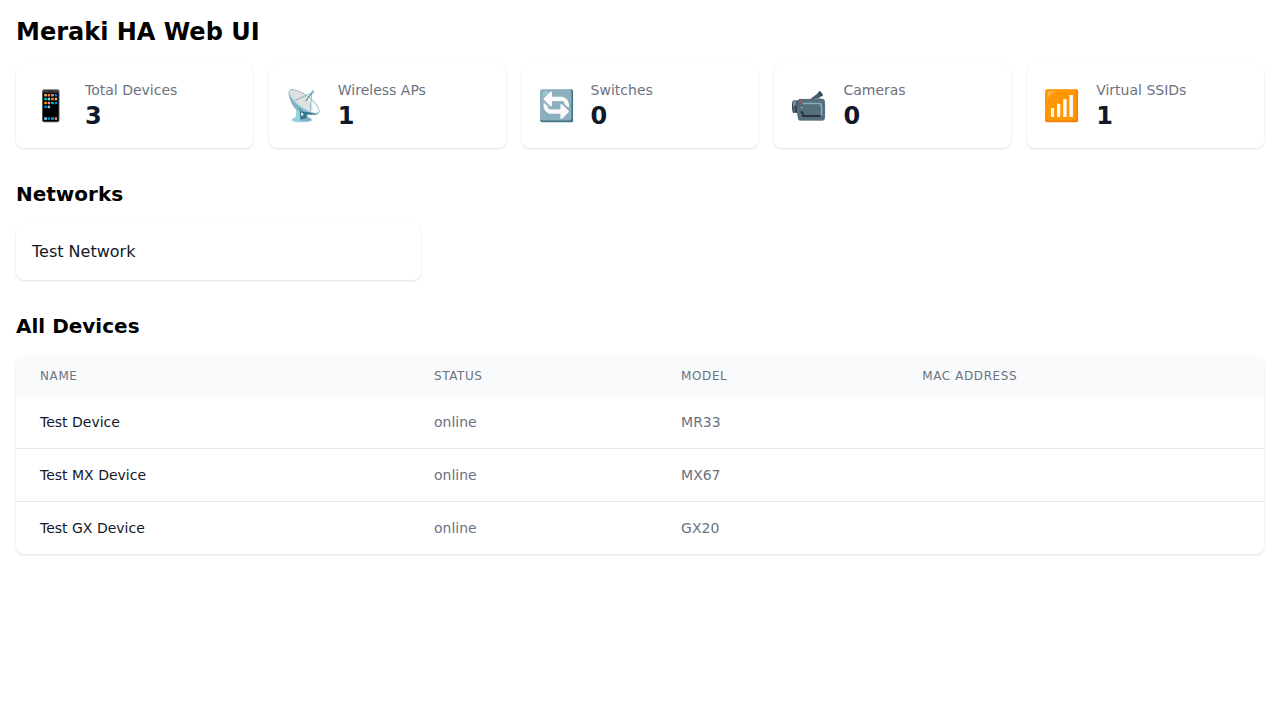 Meraki HA Web UI
Total Devices
3
Wireless APs
1
Switches
0
Cameras
0
Virtual SSIDs
1
Networks
Test Network
All Devices
NAME STATUS MODEL MAC ADDRESS
Test Device online MR33
Test MX Device online MX67
Test GX Device online GX20